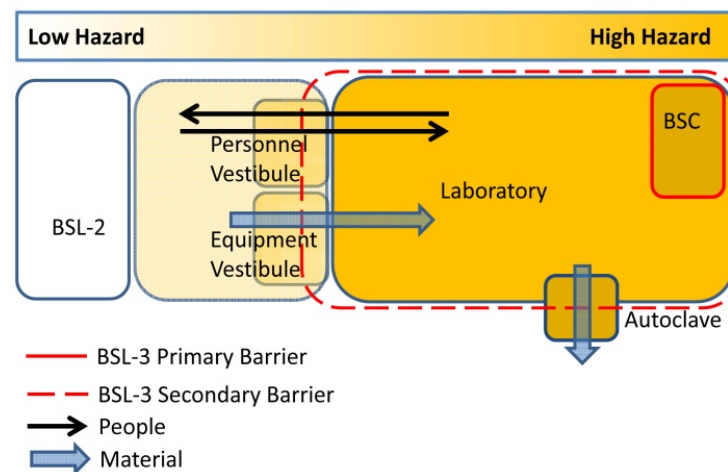 Low Hazard
High Hazard
BSC
Personnel
Vestibule
Laboratory
BSL-2
Equipment
Vestibule
Autoclave
BSL-3 Primary Barrier
BSL-3 Secondary Barrier
People
Material